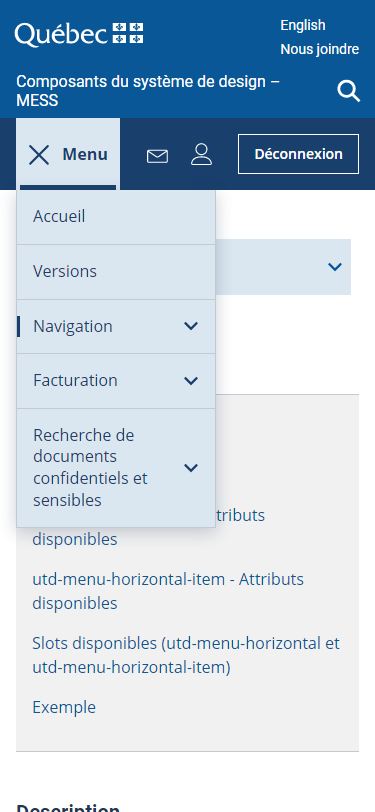 Québec
English
Nous joindre
Composants du système de design –
MESS
Menu
Déconnexion
Accueil
Versions
Navigation
Facturation
Recherche de
documents
confidentiels et
sensibles
tributs
disponibles
utd-menu-horizontal-item - Attributs
disponibles
Slots disponibles (utd-menu-horizontal et
utd-menu-horizontal-item)
Exemple
Description